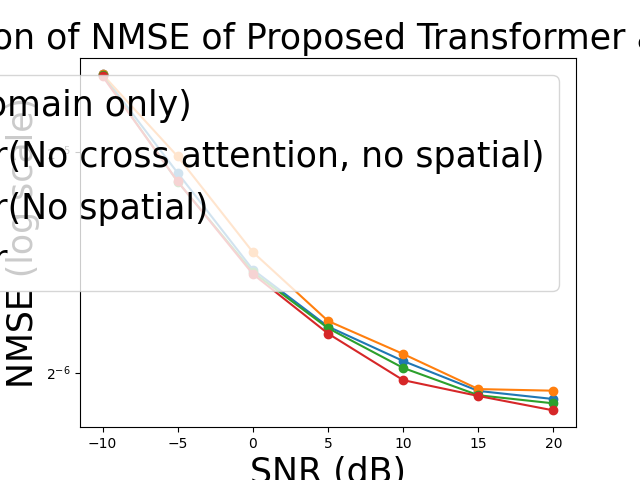 on of NMSE of Proposed Transformer
omain only)
r(No cross attention, no spatial)
r(No spatial)
r
NMSE (log scale)
2⁻⁶
−10 −5 0 5 10 15 20
SNR (dB)